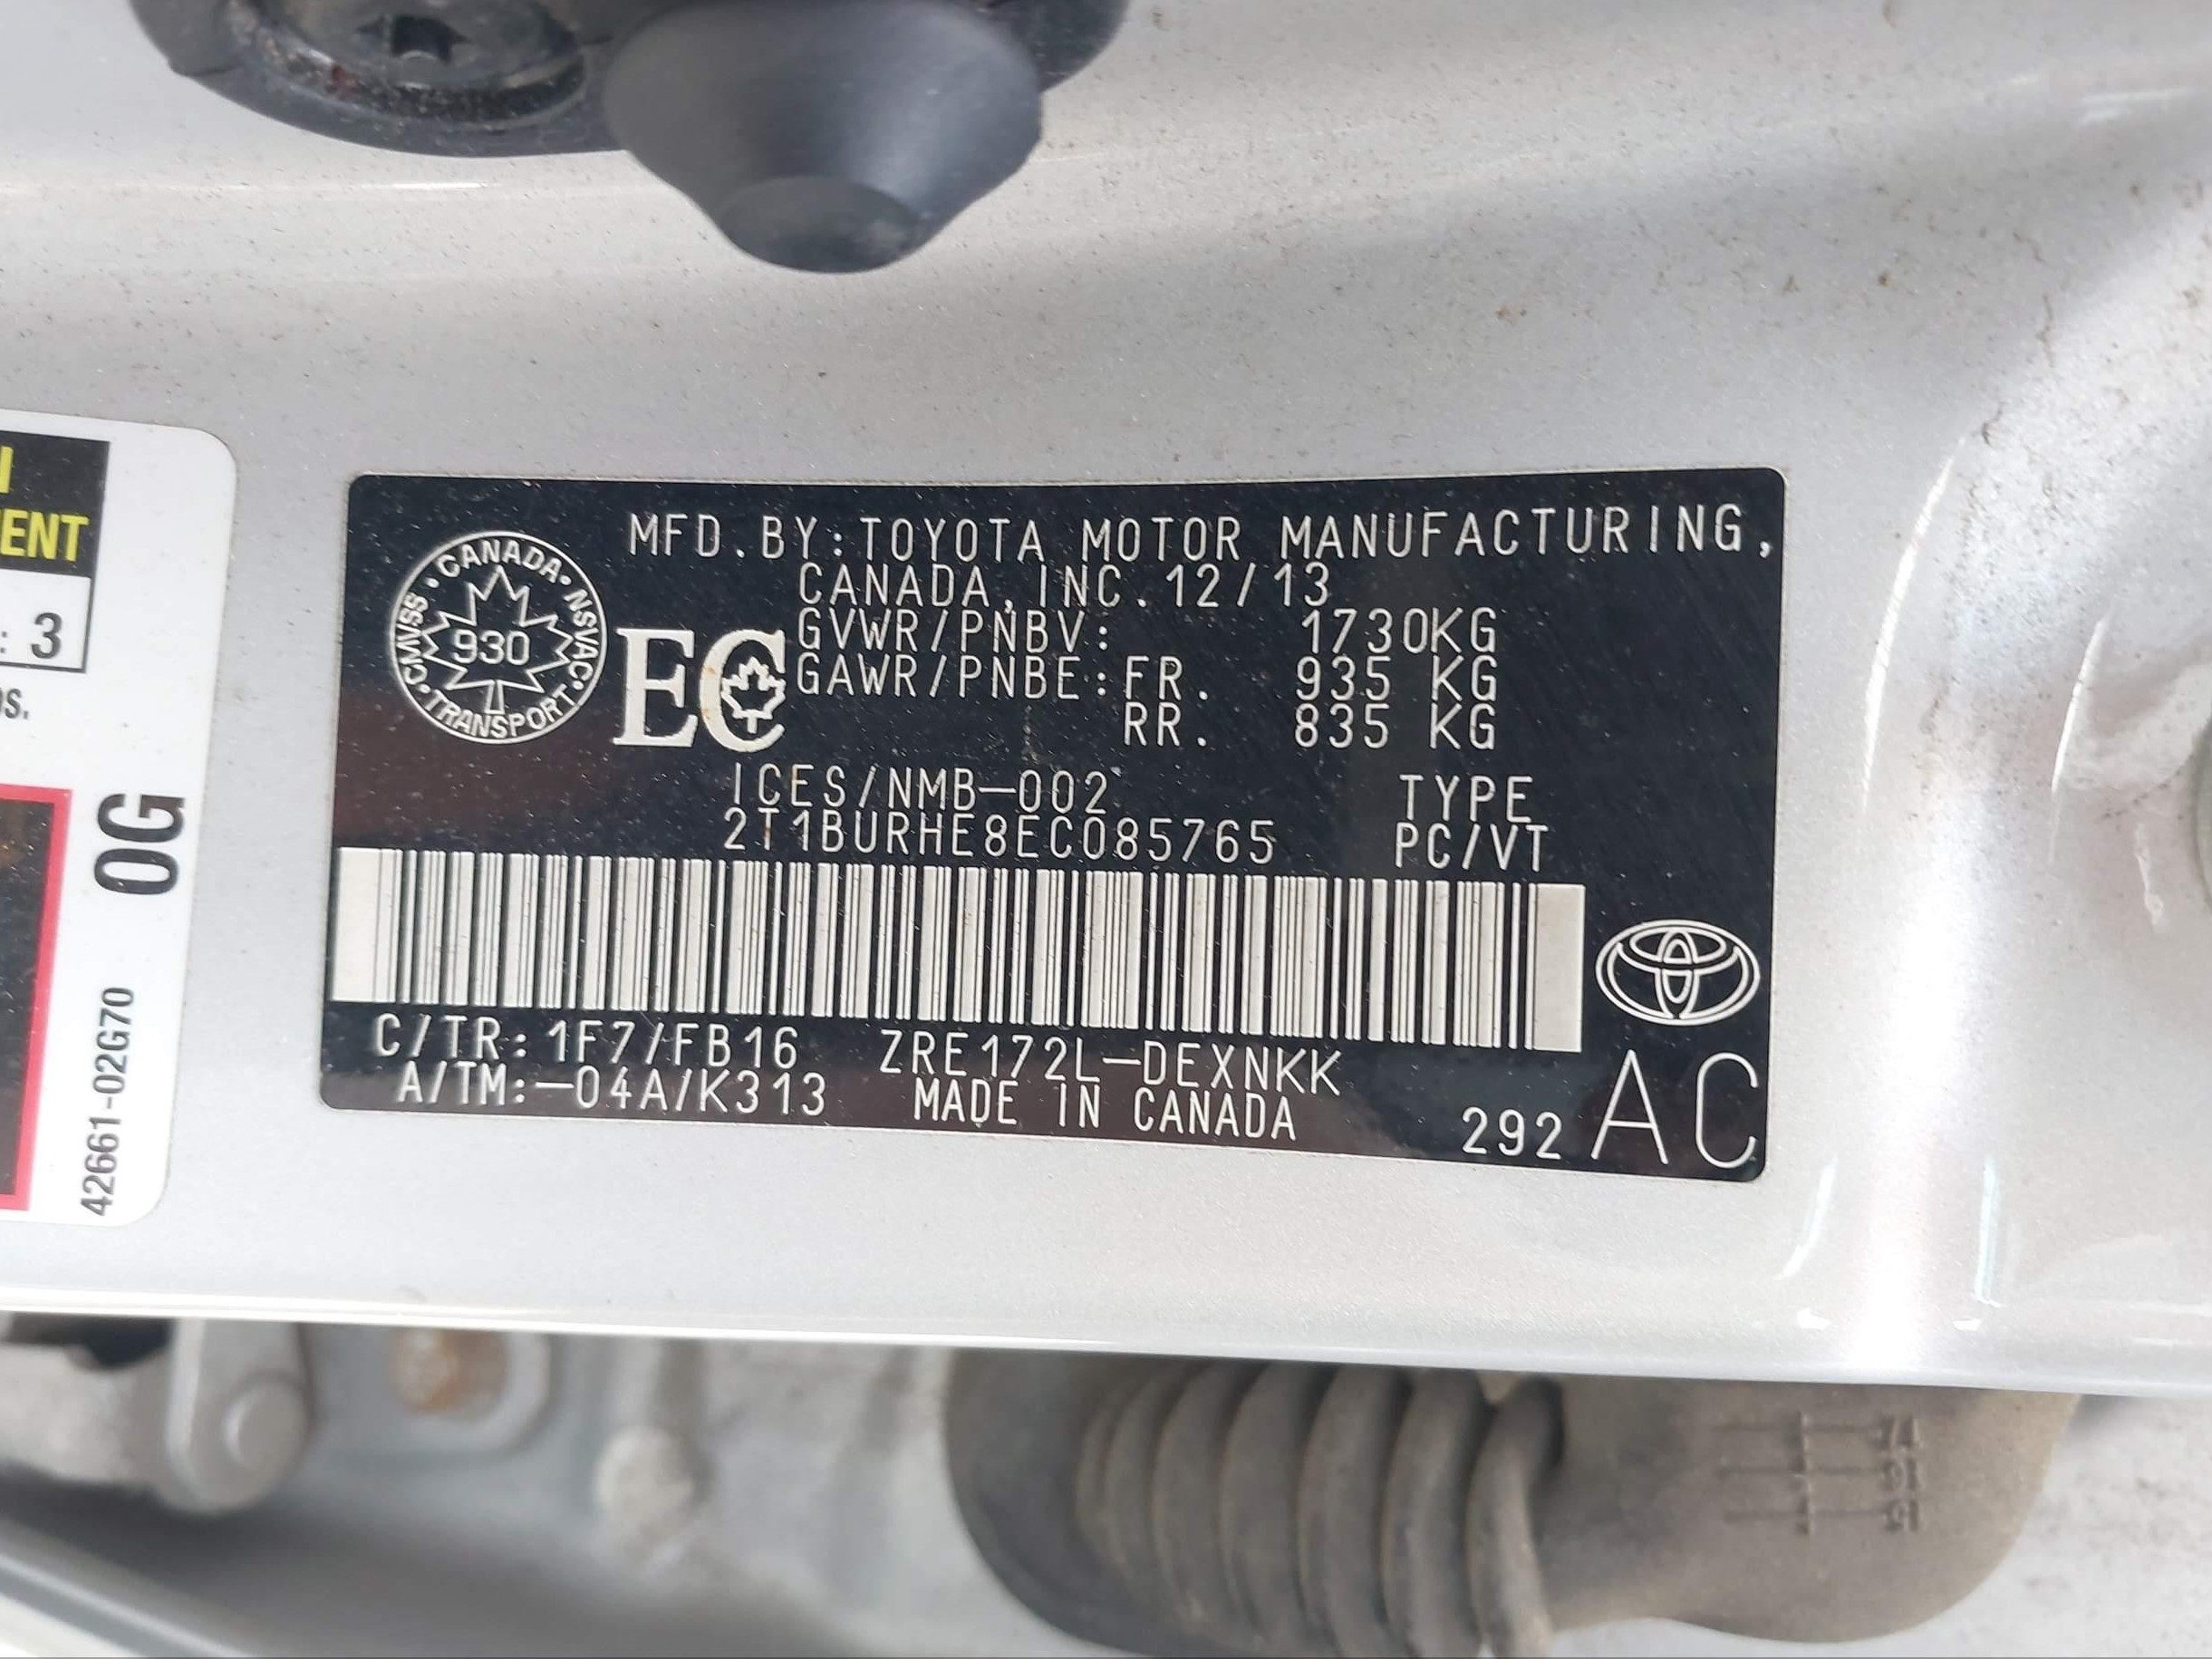 I
ENT
: 3
os.
0G
42661-02G70
CANADA · NSVAC · TRANSPORT · CMVSS ·
930
EC
MFD.BY:TOYOTA MOTOR MANUFACTURING,
CANADA,INC.12/13
GVWR/PNBV: 1730KG
GAWR/PNBE:FR. 935 KG
RR. 835 KG
ICES/NMB-002 TYPE
2T1BURHE8EC085765 PC/VT
C/TR:1F7/FB16 ZRE172L-DEXNKK
A/TM:-04A/K313 MADE IN CANADA
292 AC